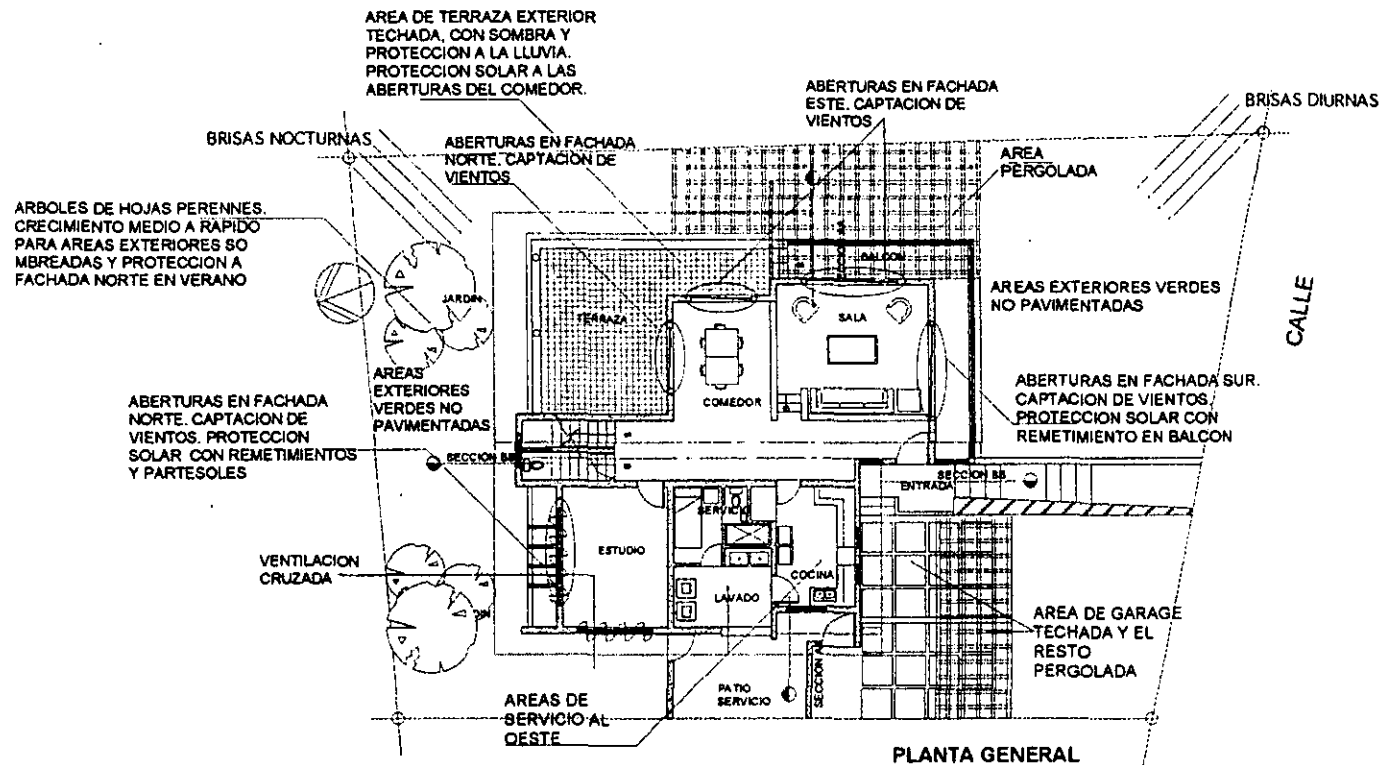 AREA DE TERRAZA EXTERIOR
TECHADA, CON SOMBRA Y
PROTECCION A LA LLUVIA.
PROTECCION SOLAR A LAS
ABERTURAS DEL COMEDOR.
ABERTURAS EN FACHADA
ESTE. CAPTACION DE
VIENTOS
BRISAS DIURNAS
BRISAS NOCTURNAS
ABERTURAS EN FACHADA
NORTE. CAPTACION DE
VIENTOS
AREA
PERGOLADA
ARBOLES DE HOJAS PERENNES.
CRECIMIENTO MEDIO A RAPIDO
PARA AREAS EXTERIORES SO
MBREADAS Y PROTECCION A
FACHADA NORTE EN VERANO
JARDIN
TERRAZA
BALCON
SALA
COMEDOR
AREAS EXTERIORES VERDES
NO PAVIMENTADAS
CALLE
AREAS
EXTERIORES
VERDES NO
PAVIMENTADAS
ABERTURAS EN FACHADA SUR.
CAPTACION DE VIENTOS.
PROTECCION SOLAR CON
REMETIMIENTO EN BALCON
ABERTURAS EN FACHADA
NORTE. CAPTACION DE
VIENTOS. PROTECCION
SOLAR CON REMETIMIENTOS
Y PARTESOLES
SECCION BB
SECCION BB
ENTRADA
SERVICIO
ESTUDIO
COCINA
LAVADO
VENTILACION
CRUZADA
AREA DE GARAGE
TECHADA Y EL
RESTO
PERGOLADA
PATIO
SERVICIO
SECCION AA
AREAS DE
SERVICIO AL
OESTE
PLANTA GENERAL